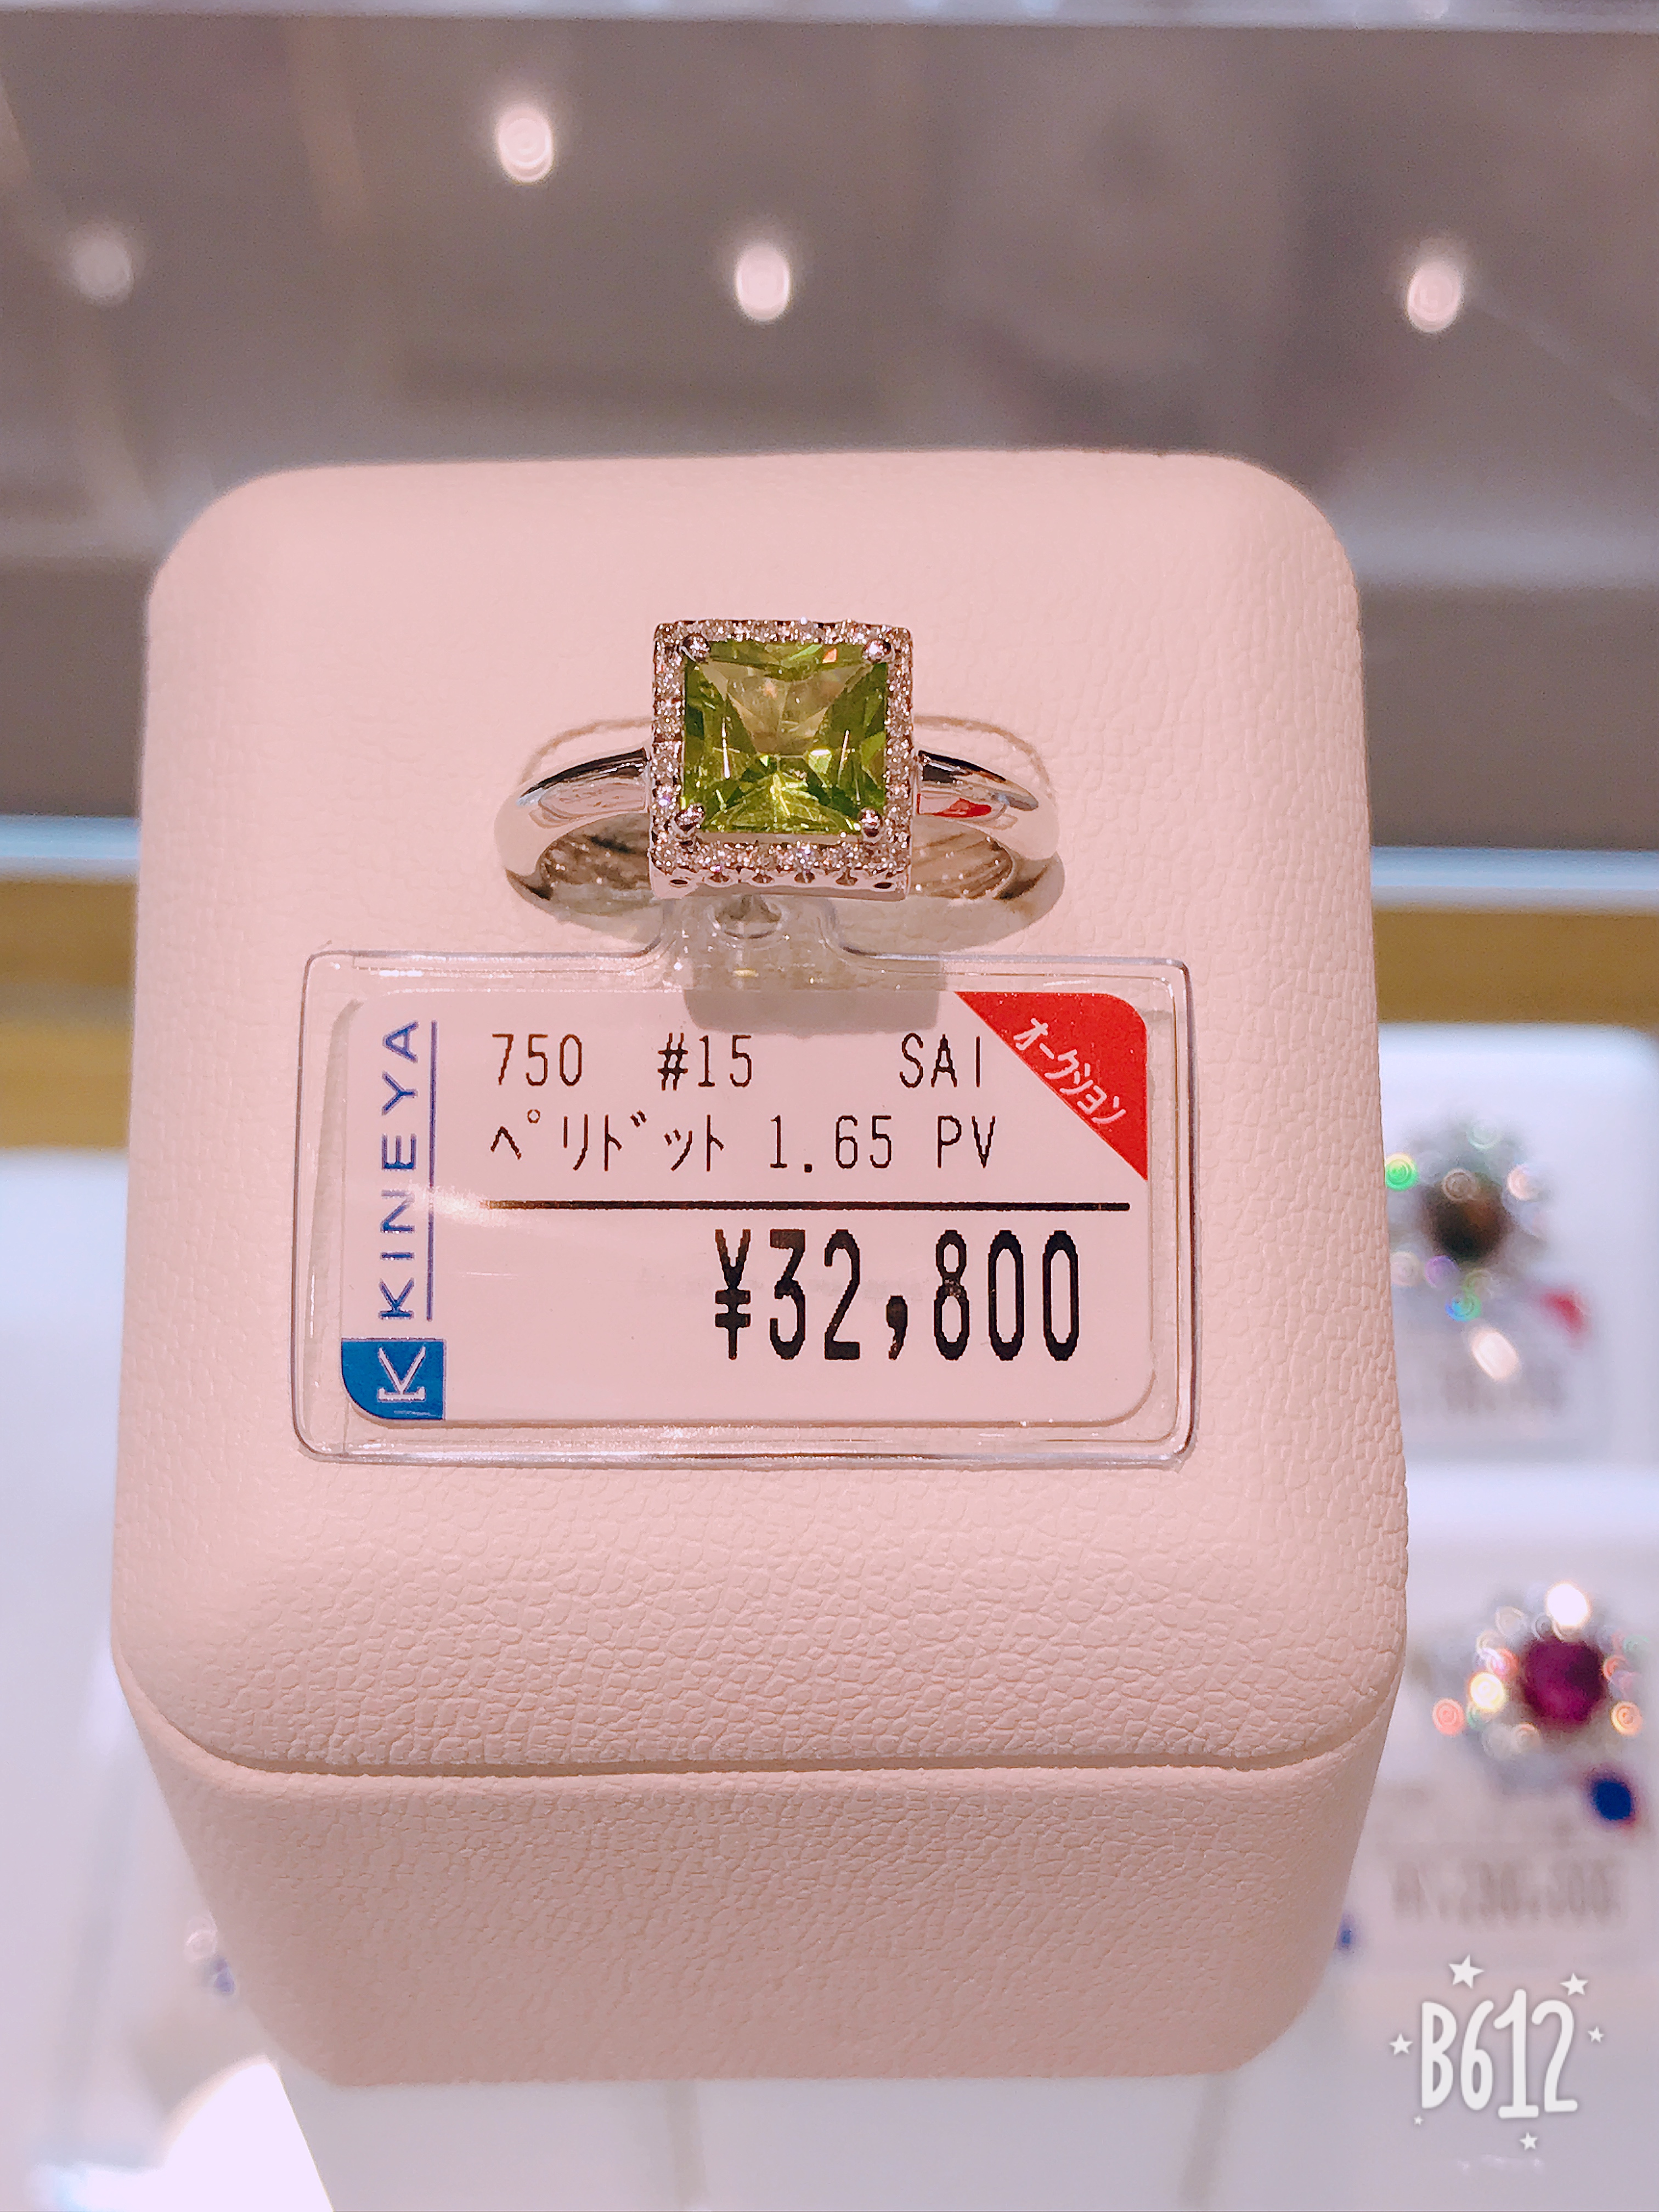 750 #15 SAI
ペリドット 1.65 PV
¥32,800
オークション
KINEYA
K
B612